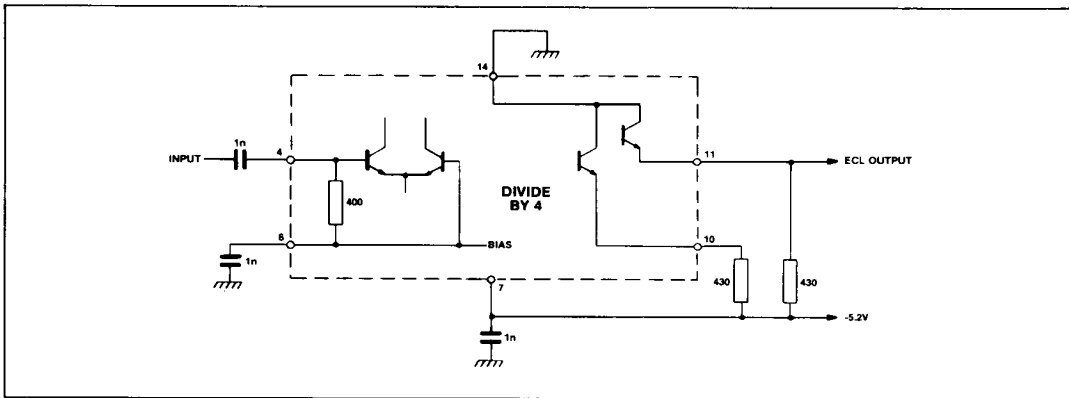 14
1n
INPUT
4
11
ECL OUTPUT
400
DIVIDE
BY 4
6
BIAS
10
1n
430
430
7
-5.2V
1n